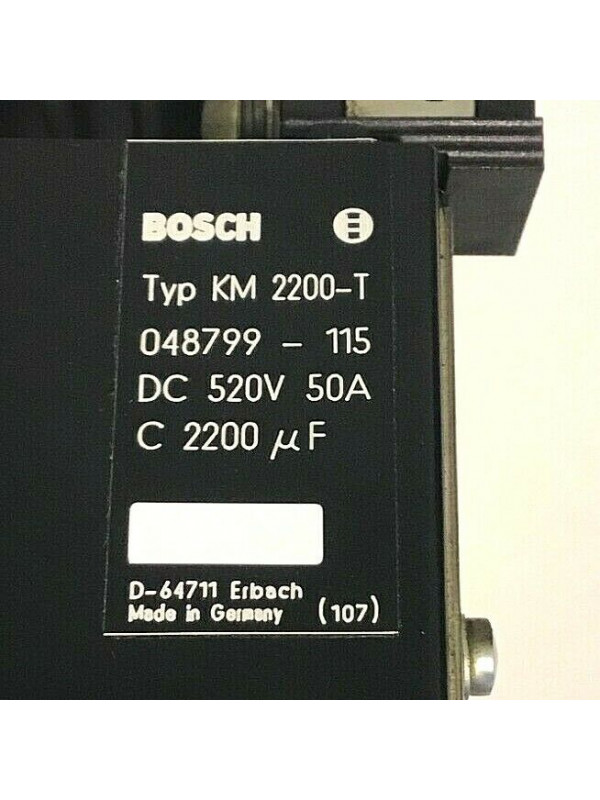 BOSCH
Typ KM 2200-T
048799 - 115
DC 520V 50A
C 2200 μF
D-64711 Erbach
Made in Germany (107)